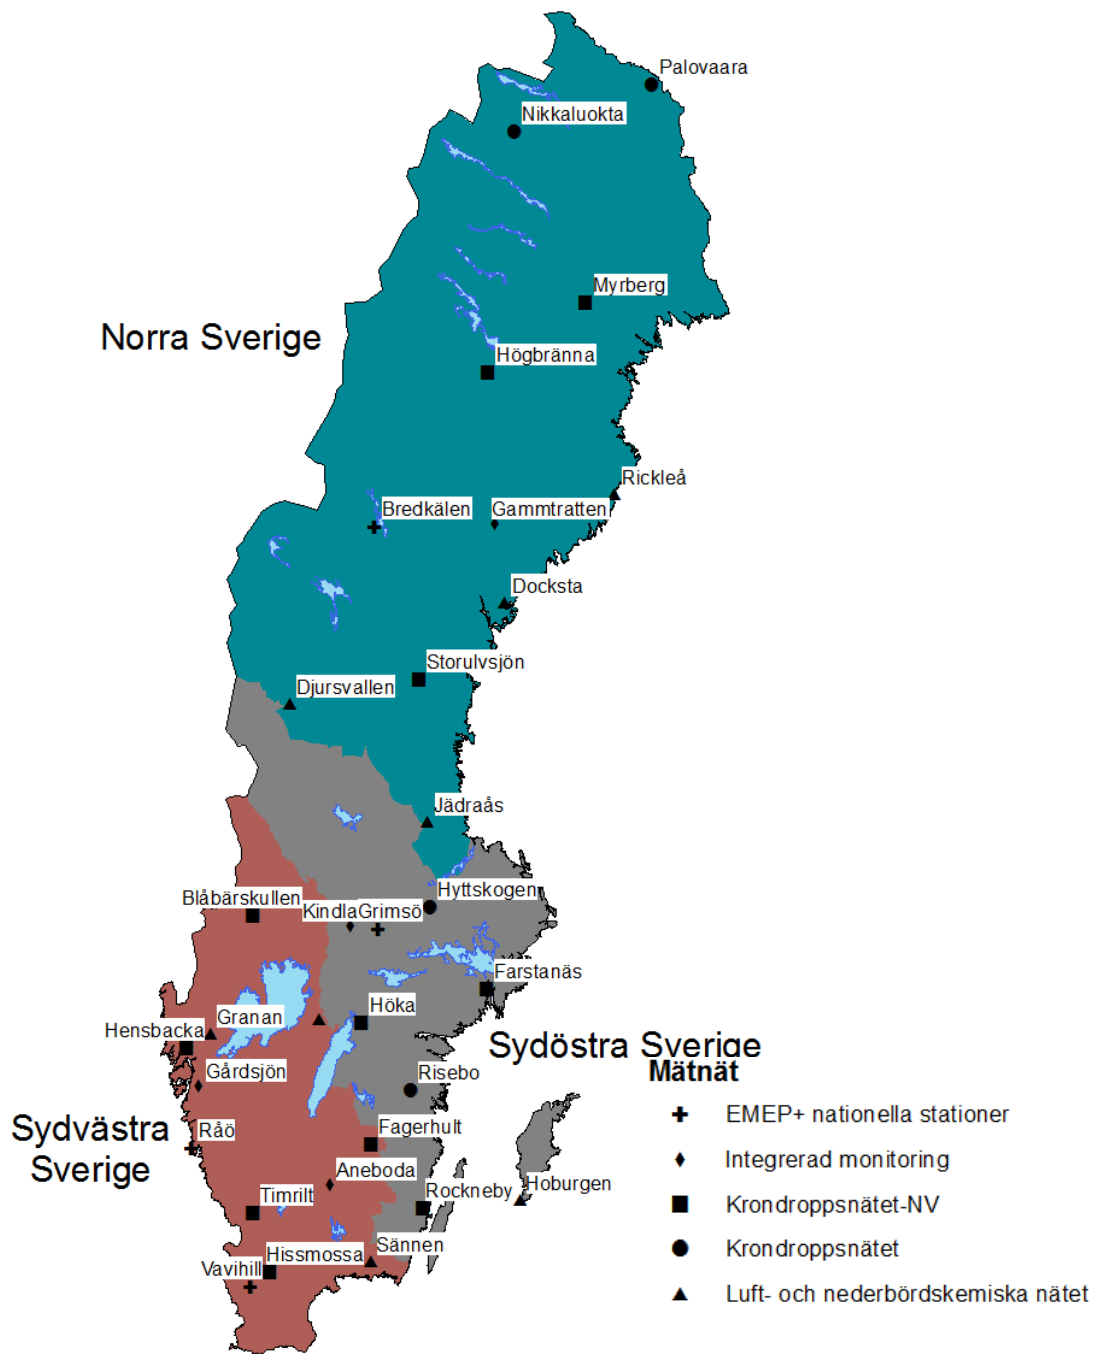 Palovaara
Nikkaluokta
Myrberg
Norra Sverige
Högbränna
Rickleå
Bredkälen
Gammtratten
Docksta
Storulvsjön
Djursvallen
Jädraås
Blåbärskullen
Hyttskogen
KindlaGrimsö
Farstanäs
Höka
Granan
Hensbacka
Sydöstra Sverige
Gårdsjön
Risebo
Mätnät
EMEP+ nationella stationer
Sydvästra
Sverige
Råö
Fagerhult
Integrerad monitoring
Aneboda
Hoburgen
Timrilt
Rockneby
Krondroppsnätet-NV
Sännen
Hissmossa
Krondroppsnätet
Vavihill
Luft- och nederbördskemiska nätet